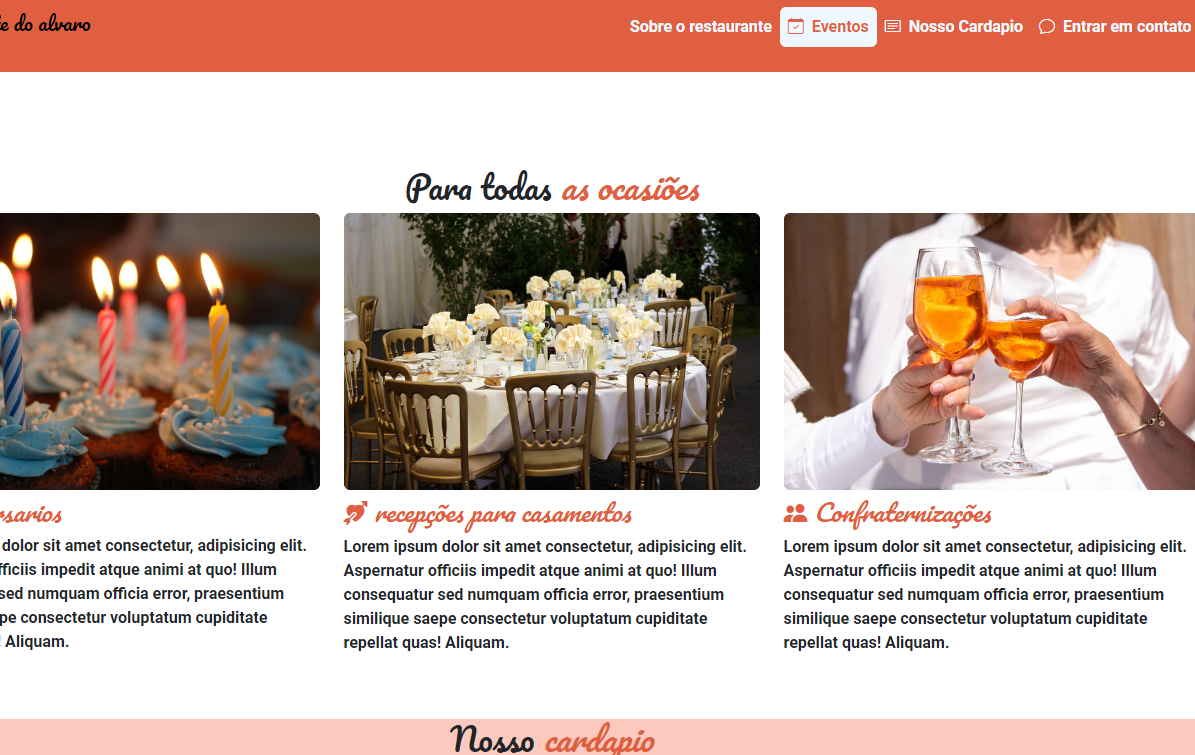 do alvaro
Sobre o restaurante Eventos Nosso Cardapio Entrar em contato
Para todas as ocasiões
recepções para casamentos
Confraternizações
dolor sit amet consectetur, adipisicing elit.
impedit atque animi at quo! Illum
sed numquam officia error, praesentium
consectetur voluptatum cupiditate
Aliquam.
Lorem ipsum dolor sit amet consectetur, adipisicing elit.
Aspernatur officiis impedit atque animi at quo! Illum
consequatur sed numquam officia error, praesentium
similique saepe consectetur voluptatum cupiditate
repellat quas! Aliquam.
Lorem ipsum dolor sit amet consectetur, adipisicing elit.
Aspernatur officiis impedit atque animi at quo! Illum
consequatur sed numquam officia error, praesentium
similique saepe consectetur voluptatum cupiditate
repellat quas! Aliquam.
Nosso cardapio